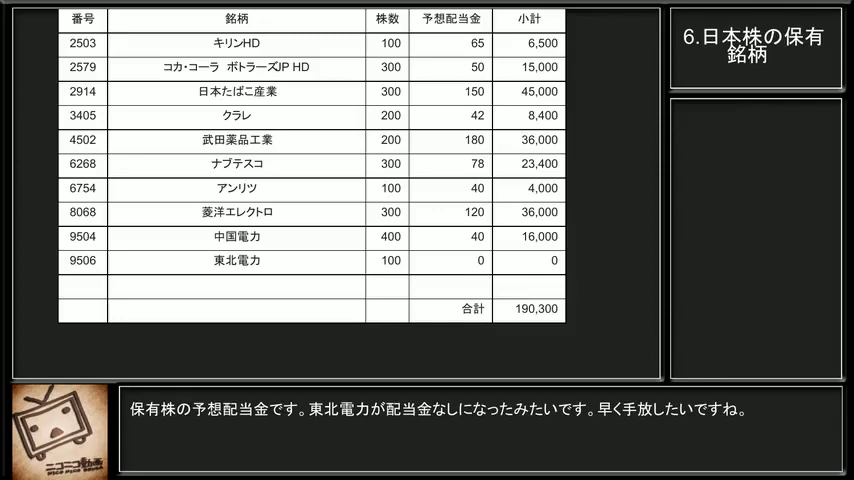 番号 銘柄 株数 予想配当金 小計
2503 キリンHD 100 65 6,500
2579 コカ・コーラ ボトラーズJP HD 300 50 15,000
2914 日本たばこ産業 300 150 45,000
3405 クラレ 200 42 8,400
4502 武田薬品工業 200 180 36,000
6268 ナブテスコ 300 78 23,400
6754 アンリツ 100 40 4,000
8068 菱洋エレクトロ 300 120 36,000
9504 中国電力 400 40 16,000
9506 東北電力 100 0 0
合計 190,300
6.日本株の保有
銘柄
保有株の予想配当金です。東北電力が配当金なしになったみたいです。早く手放したいですね。
ニコニコ動画